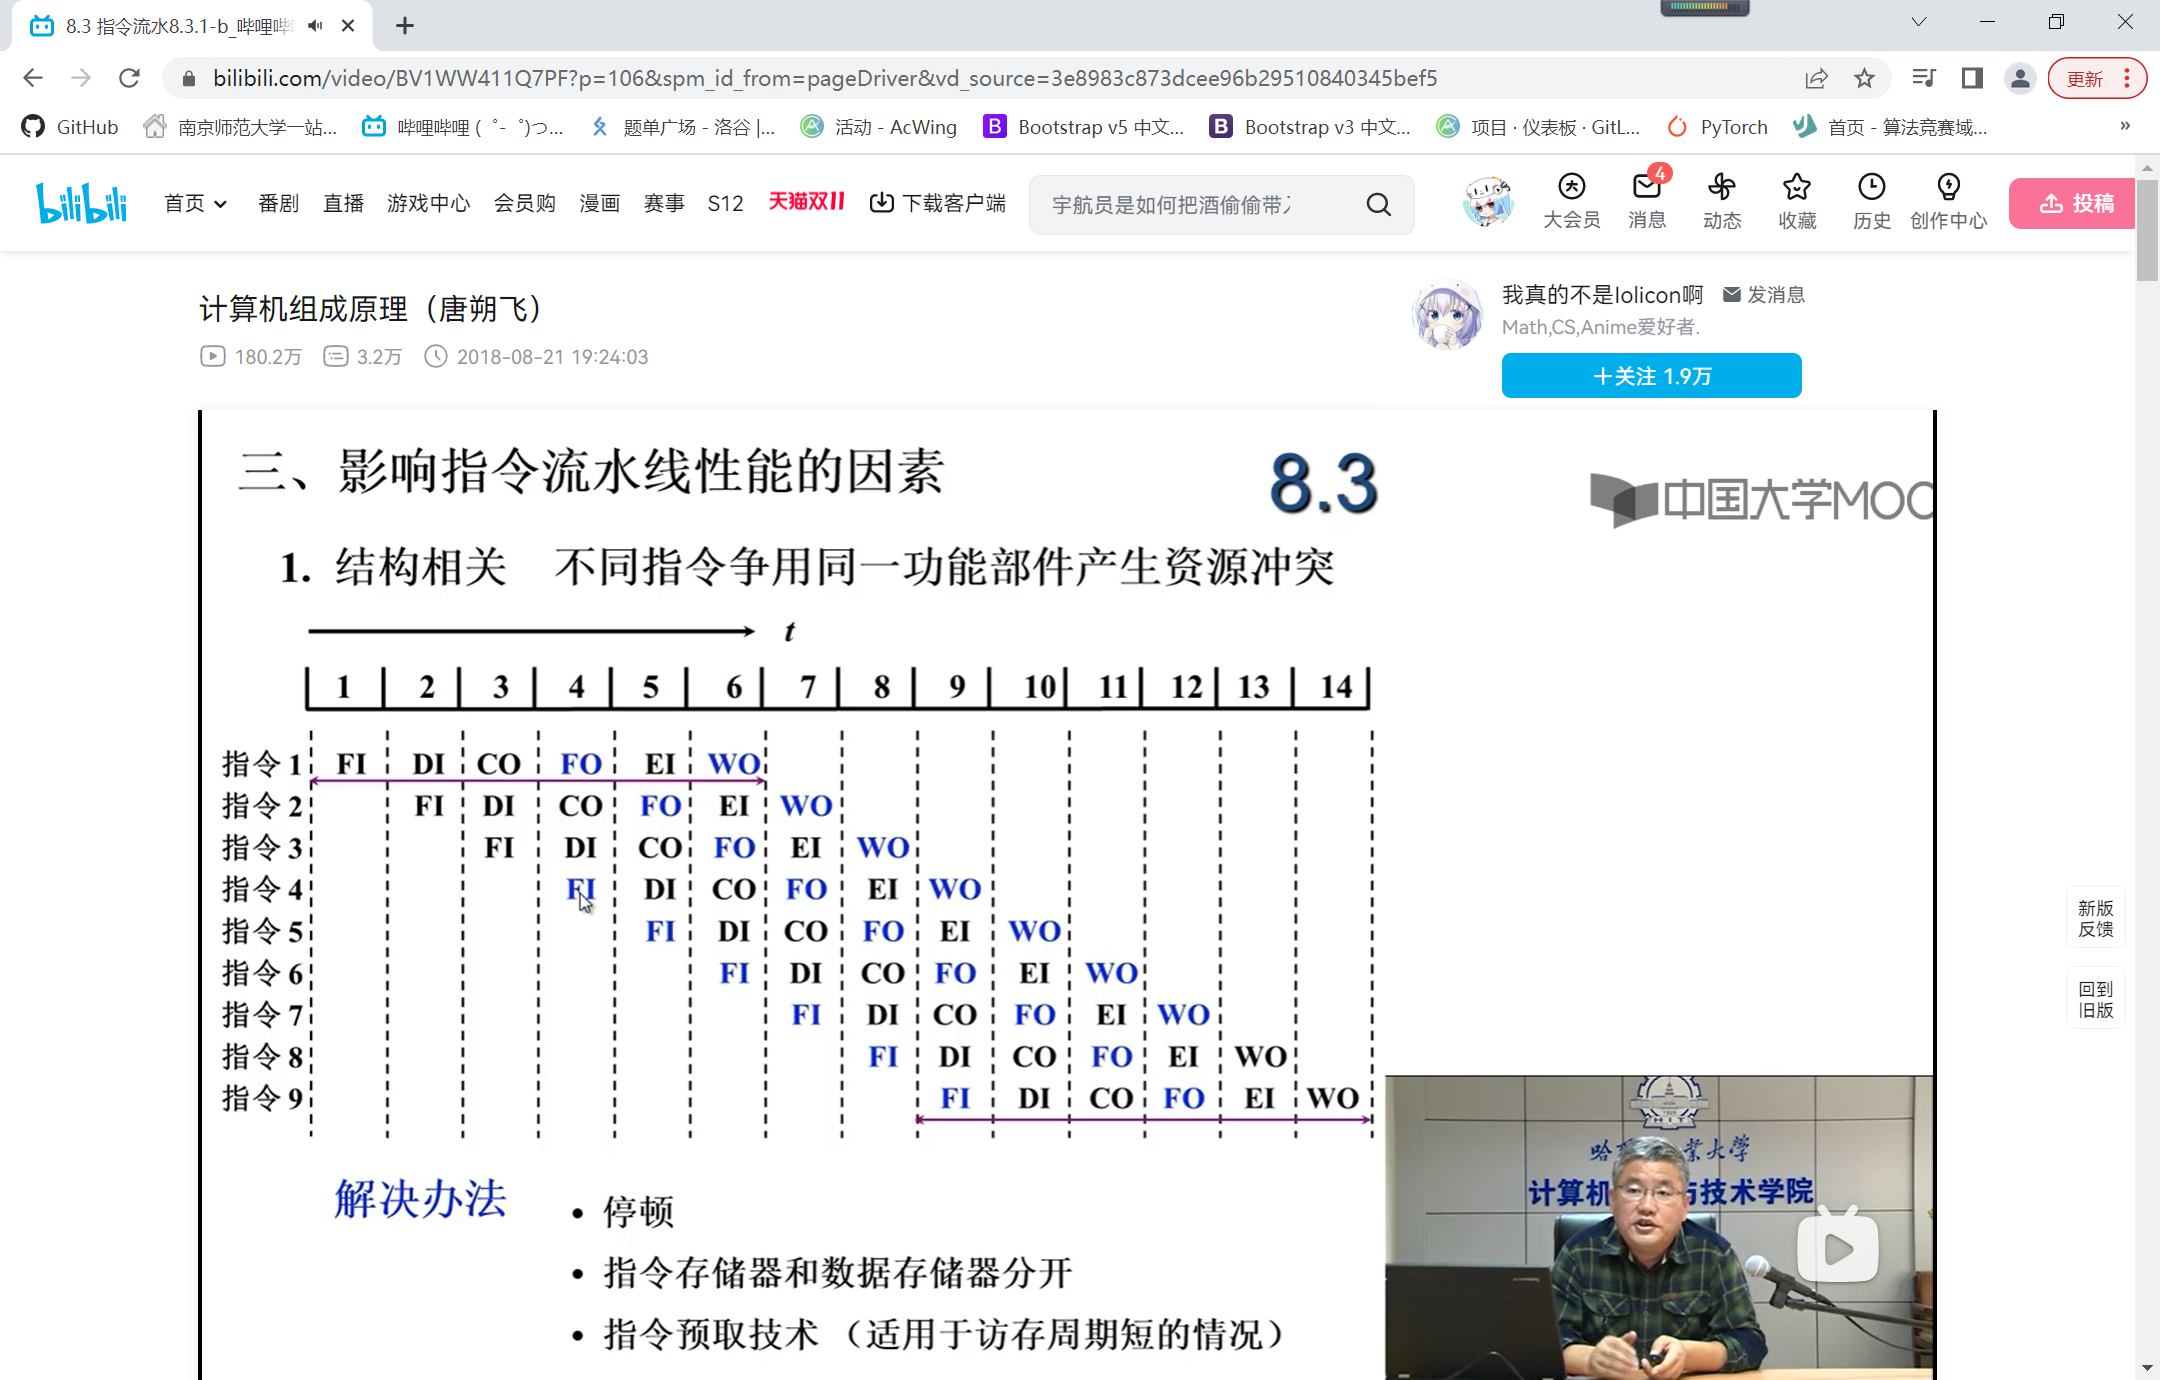 8.3 指令流水8.3.1-b_哔哩哔
bilibili.com/video/BV1WW411Q7PF?p=106&spm_id_from=pageDriver&vd_source=3e8983c873dcee96b29510840345bef5
更新
GitHub 南京师范大学一站... 哔哩哔哩 ( ゜- ゜)つ... 题单广场 - 洛谷 |... 活动 - AcWing Bootstrap v5 中文... Bootstrap v3 中文... 项目 · 仪表板 · GitL... PyTorch 首页 - 算法竞赛域... »
bilibili 首页 番剧 直播 游戏中心 会员购 漫画 赛事 S12 天猫双11 下载客户端 宇航员是如何把酒偷偷带 大会员 4 消息 动态 收藏 历史 创作中心 投稿
计算机组成原理（唐朔飞）
180.2万 3.2万 2018-08-21 19:24:03
我真的不是lolicon啊 发消息
Math,CS,Anime爱好者.
+关注 1.9万
三、影响指令流水线性能的因素 8.3
中国大学MOO
1. 结构相关 不同指令争用同一功能部件产生资源冲突
t
1 2 3 4 5 6 7 8 9 10 11 12 13 14
指令 1 FI DI CO FO EI WO
指令 2 FI DI CO FO EI WO
指令 3 FI DI CO FO EI WO
指令 4 FI DI CO FO EI WO
指令 5 FI DI CO FO EI WO
指令 6 FI DI CO FO EI WO
指令 7 FI DI CO FO EI WO
指令 8 FI DI CO FO EI WO
指令 9 FI DI CO FO EI WO
解决办法
• 停顿
• 指令存储器和数据存储器分开
• 指令预取技术 （适用于访存周期短的情况）
HIT
哈 业大学
计算机 与技术学院
新版
反馈
回到
旧版